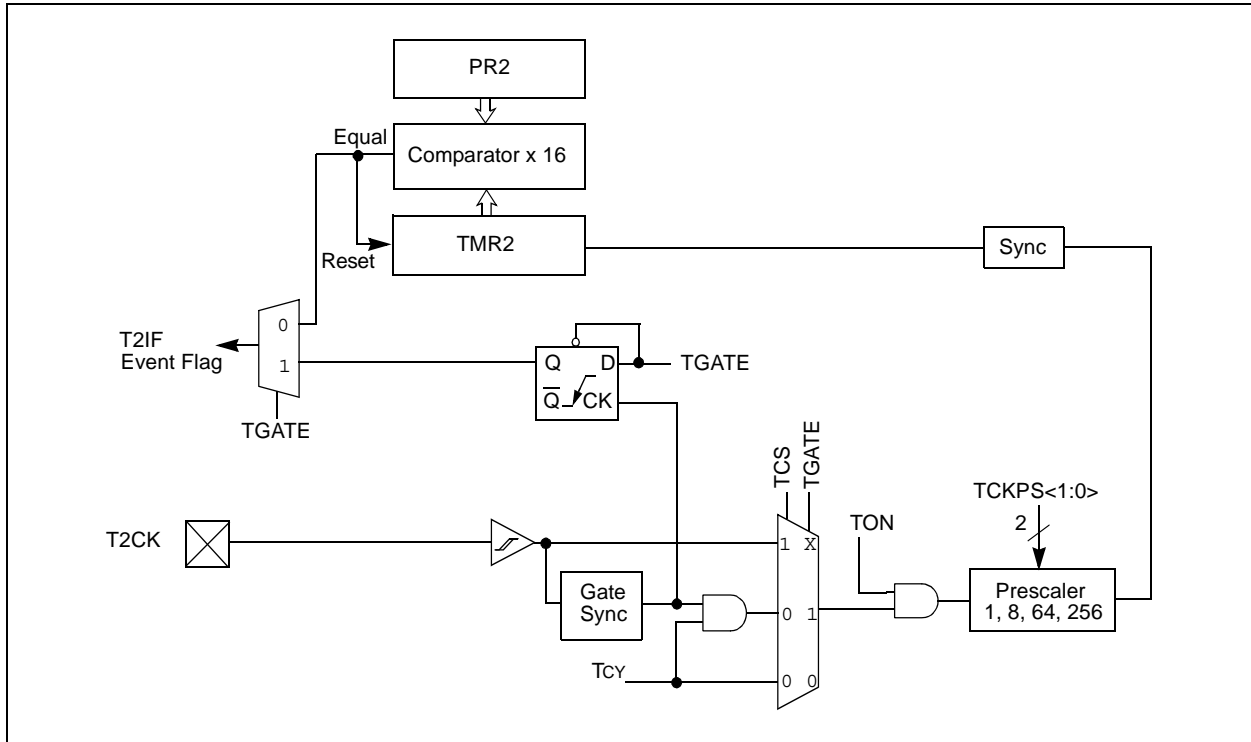 PR2
Equal
Comparator x 16
Reset
TMR2
Sync
0
T2IF
Event Flag
1
Q
D
TGATE
Q̅
CK
TGATE
TCS
TGATE
TCKPS<1:0>
2
TON
T2CK
1 X
Gate
Sync
0 1
Prescaler
1, 8, 64, 256
TCY
0 0